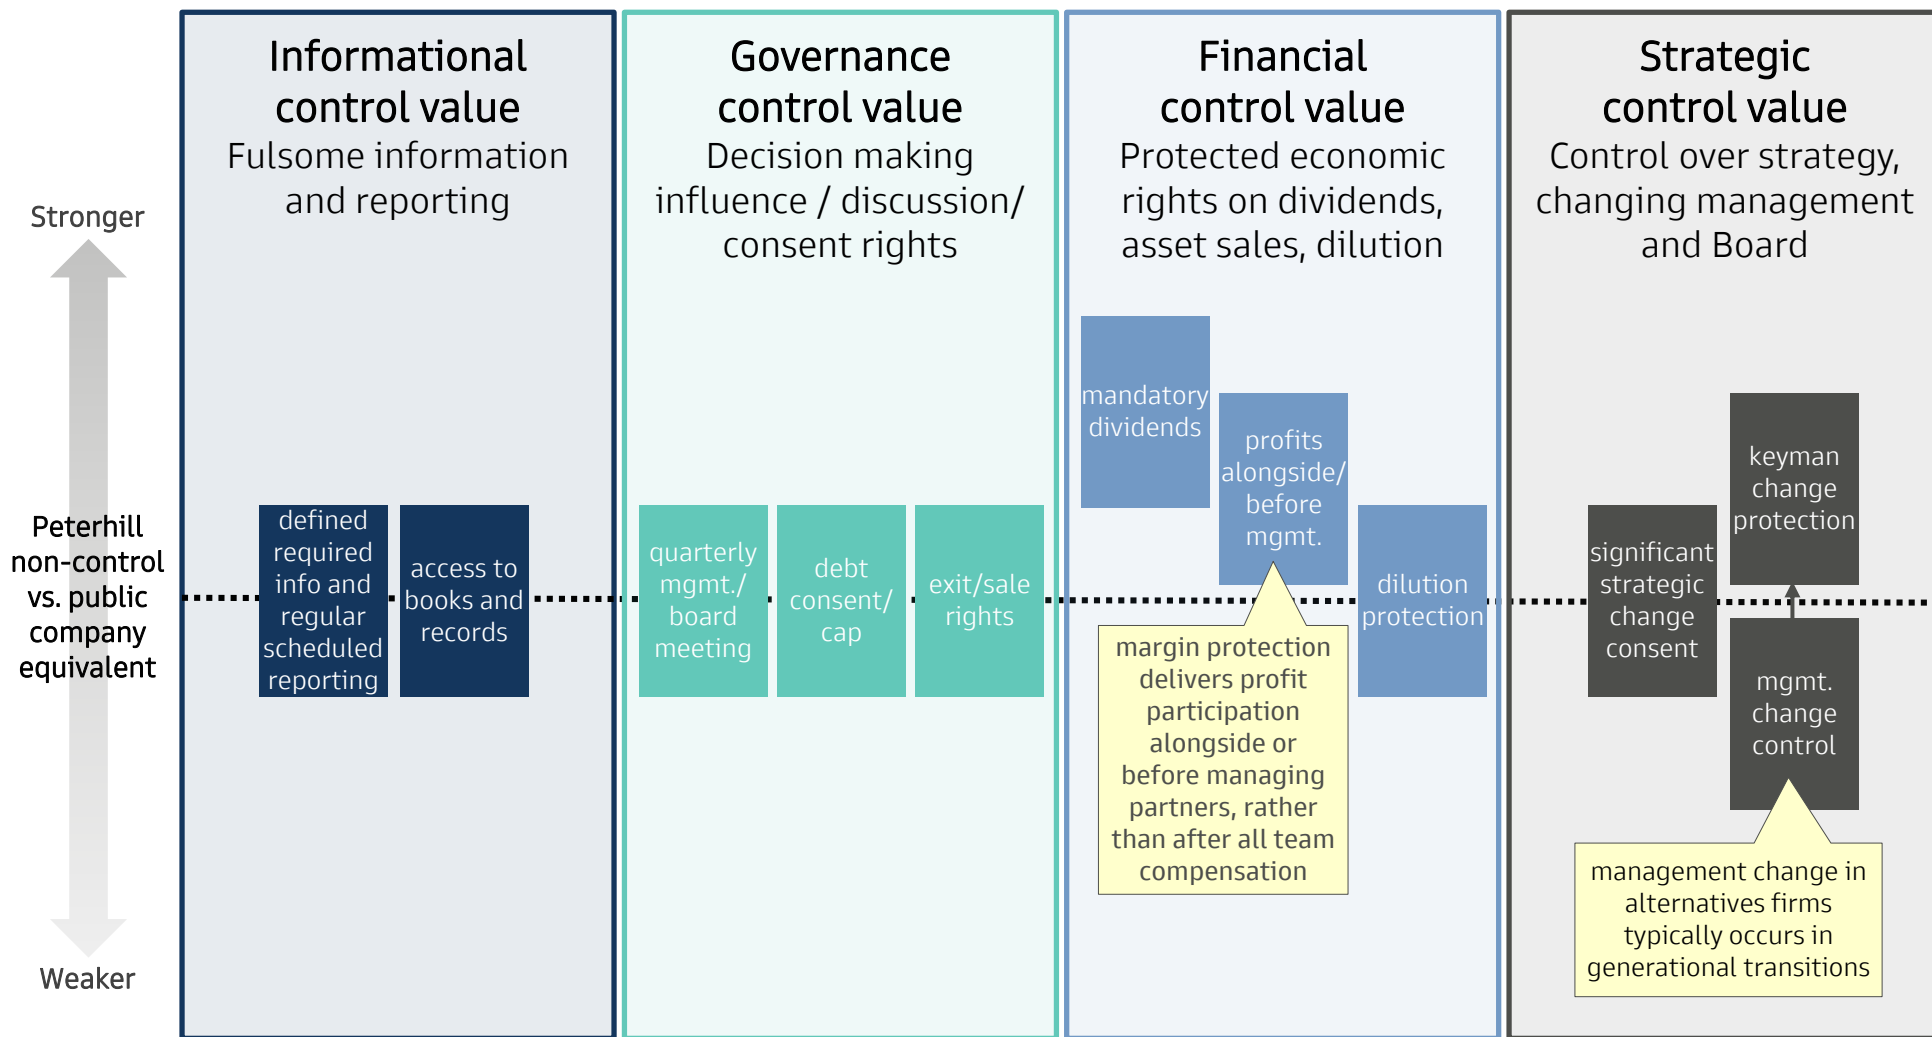 Stronger
Peterhill
non-control
vs. public
company
equivalent
Weaker
Informational
control value
Fulsome information
and reporting
defined
required
info and
regular
scheduled
reporting
access to
books and
records
Governance
control value
Decision making
influence / discussion/
consent rights
quarterly
mgmt./
board
meeting
debt
consent/
cap
exit/sale
rights
Financial
control value
Protected economic
rights on dividends,
asset sales, dilution
mandatory
dividends
profits
alongside/
before
mgmt.
dilution
protection
margin protection
delivers profit
participation
alongside or
before managing
partners, rather
than after all team
compensation
Strategic
control value
Control over strategy,
changing management
and Board
significant
strategic
change
consent
keyman
change
protection
mgmt.
change
control
management change in
alternatives firms
typically occurs in
generational transitions